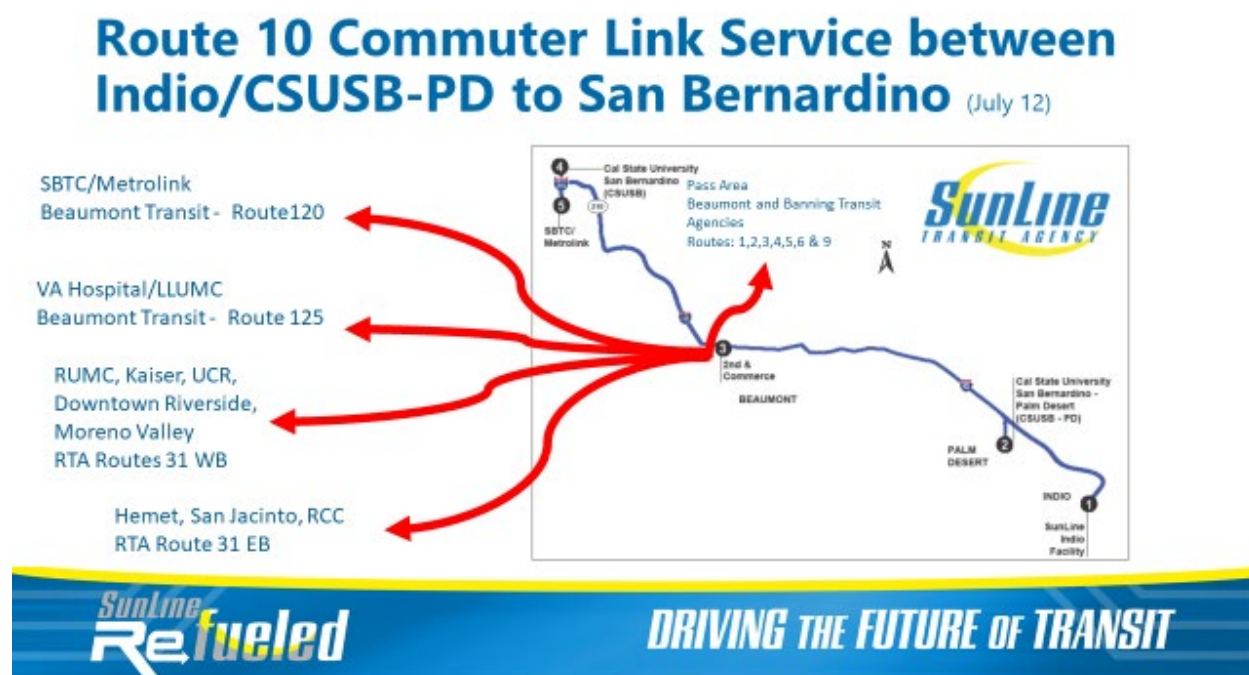 Route 10 Commuter Link Service between
Indio/CSUSB-PD to San Bernardino (July 12)
SBTC/Metrolink
Beaumont Transit - Route120
VA Hospital/LLUMC
Beaumont Transit - Route 125
RUMC, Kaiser, UCR,
Downtown Riverside,
Moreno Valley
RTA Routes 31 WB
Hemet, San Jacinto, RCC
RTA Route 31 EB
4
Cal State University
San Bernardino
(CSUSB)
5
SBTC/
Metrolink
210
Pass Area
Beaumont and Banning Transit
Agencies
Routes: 1,2,3,4,5,6 & 9
SunLine
TRANSIT AGENCY
N
3
2nd &
Commerce
BEAUMONT
Cal State University
San Bernardino -
Palm Desert
(CSUSB - PD)
2
PALM
DESERT
INDIO
1
SunLine
Indio
Facility
SunLine
Refueled
DRIVING THE FUTURE OF TRANSIT